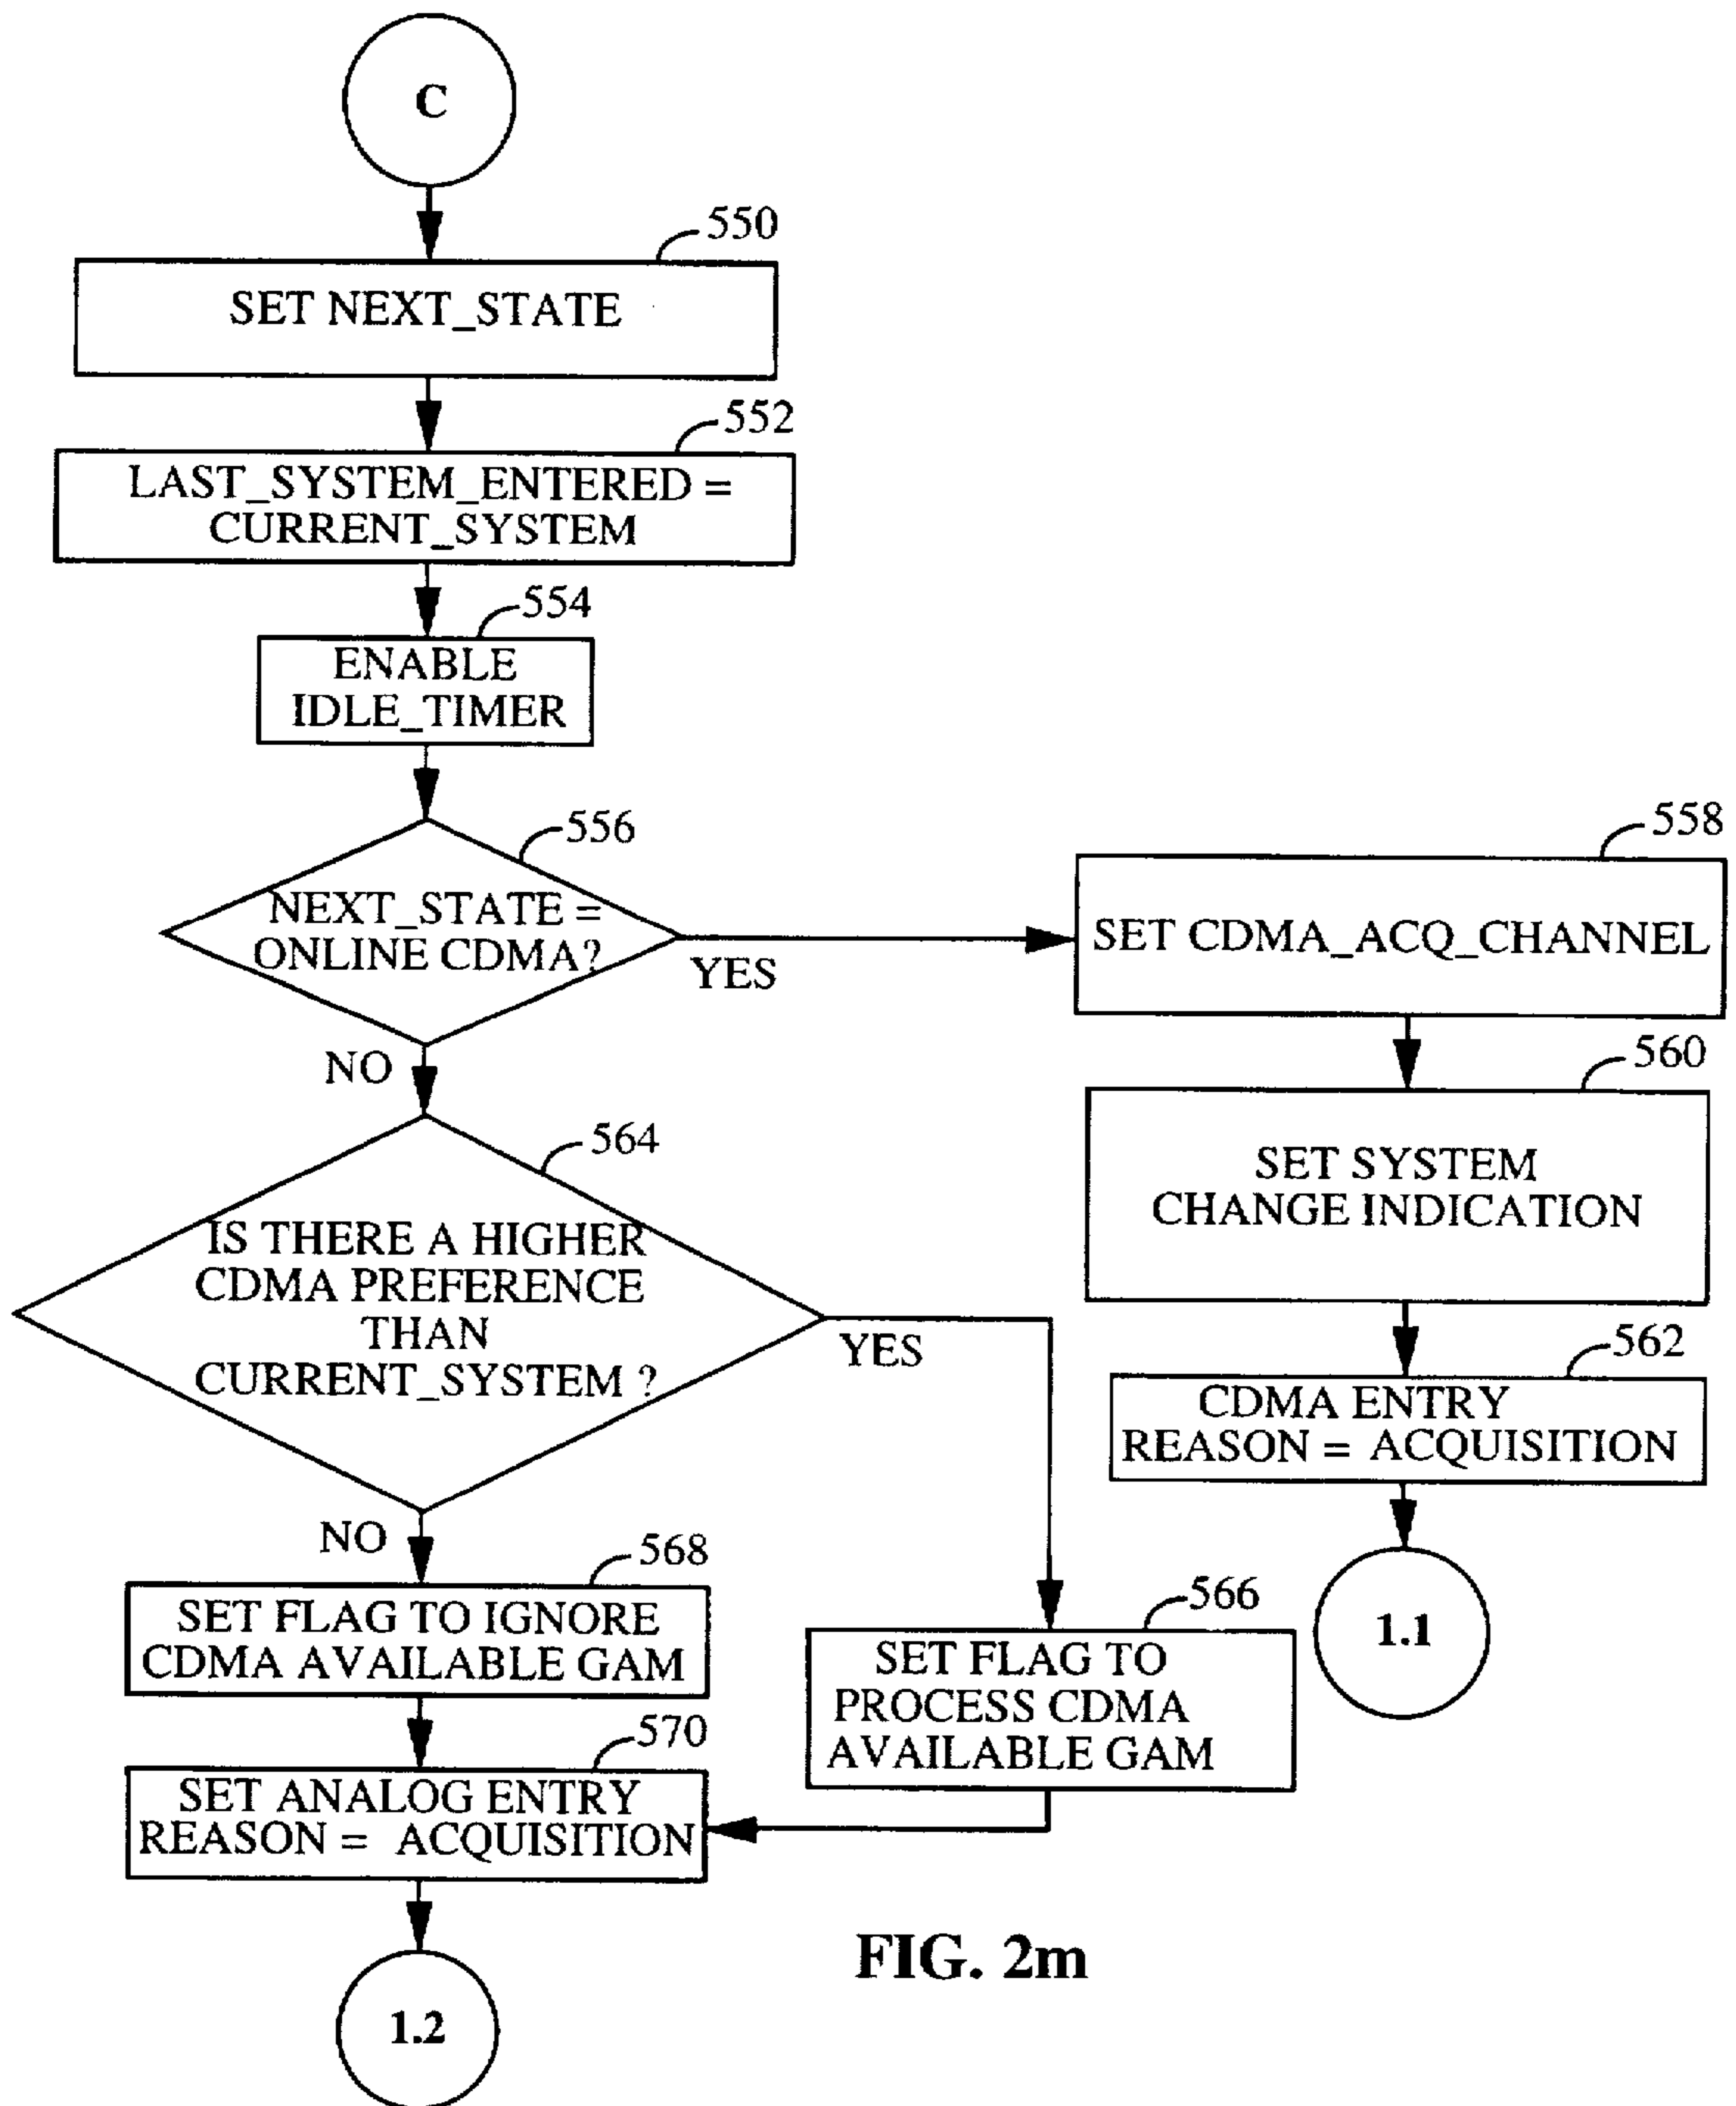 C
550
SET NEXT_STATE
552
LAST_SYSTEM_ENTERED =
CURRENT_SYSTEM
554
ENABLE
IDLE_TIMER
556
NEXT_STATE =
ONLINE CDMA?
YES
NO
558
SET CDMA_ACQ_CHANNEL
560
SET SYSTEM
CHANGE INDICATION
562
CDMA ENTRY
REASON = ACQUISITION
1.1
564
IS THERE A HIGHER
CDMA PREFERENCE
THAN
CURRENT_SYSTEM ?
YES
NO
568
SET FLAG TO IGNORE
CDMA AVAILABLE GAM
566
SET FLAG TO
PROCESS CDMA
AVAILABLE GAM
570
SET ANALOG ENTRY
REASON = ACQUISITION
1.2
FIG. 2m